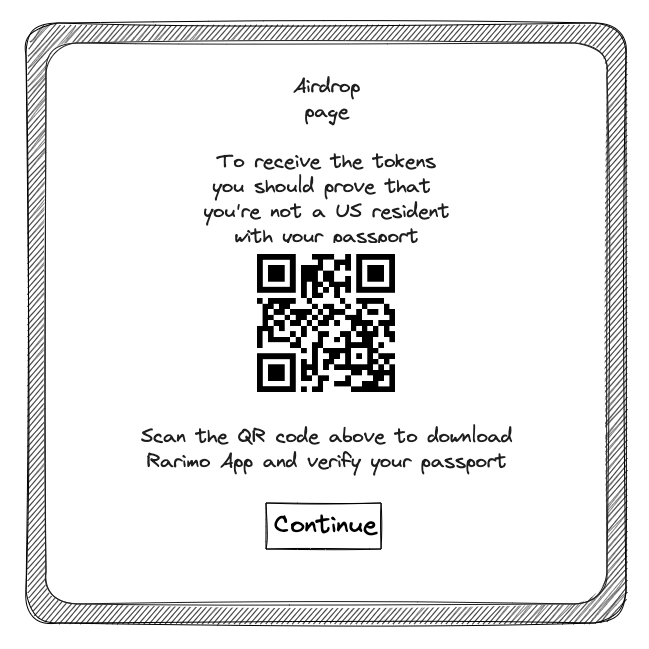 Airdrop
page
To receive the tokens
you should prove that
you're not a US resident
with your passport
Scan the QR code above to download
Rarimo App and verify your passport
Continue